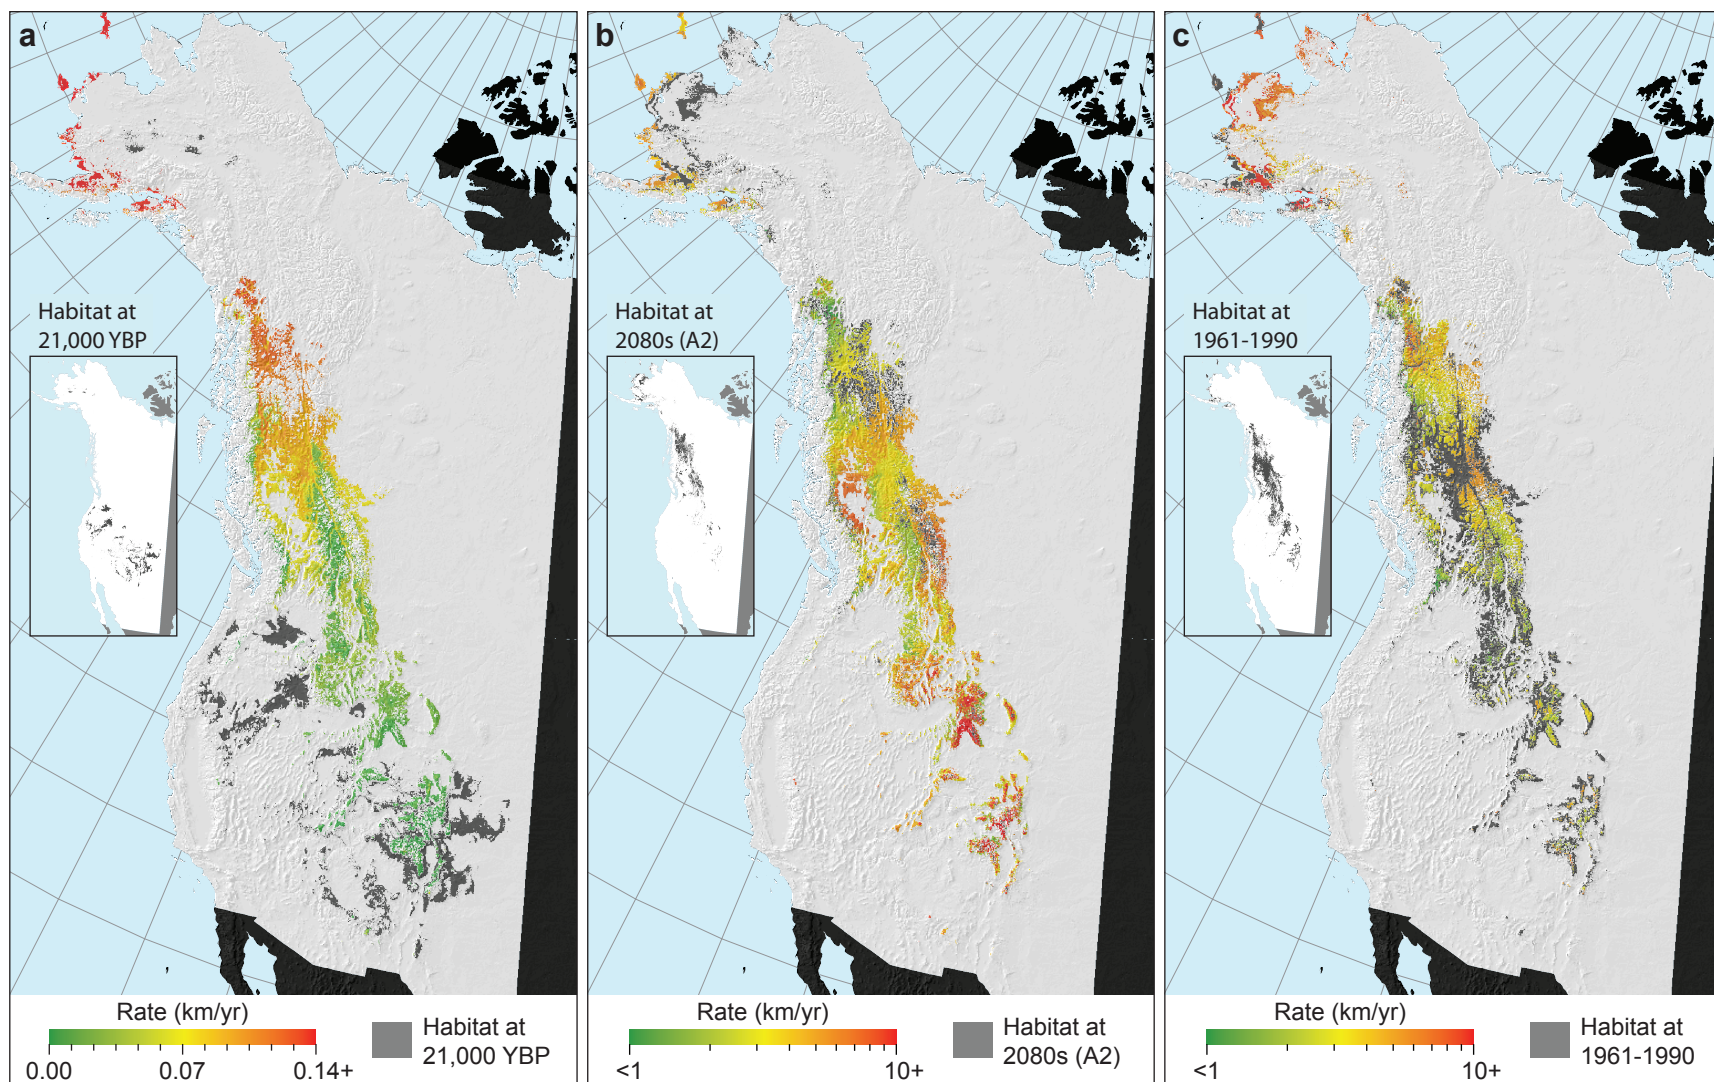 a
Habitat at
21,000 YBP
Rate (km/yr)
0.00 0.07 0.14+
Habitat at
21,000 YBP
b
Habitat at
2080s (A2)
Rate (km/yr)
<1 10+
Habitat at
2080s (A2)
c
Habitat at
1961-1990
Rate (km/yr)
<1 10+
Habitat at
1961-1990